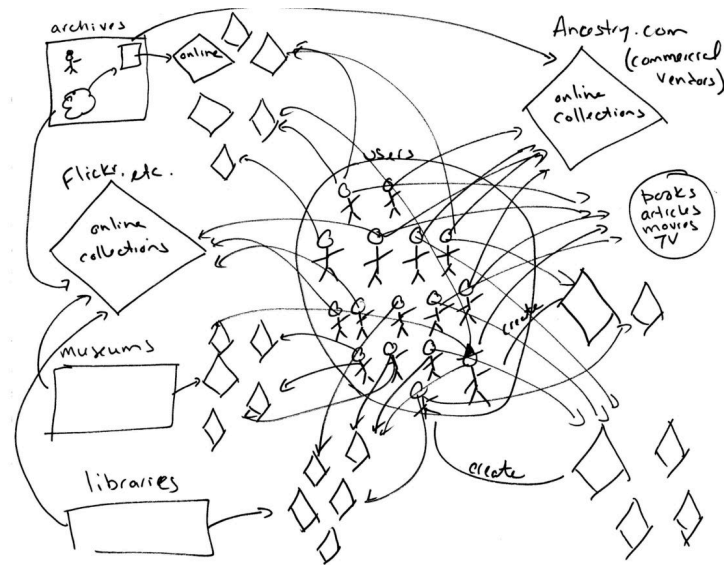 archives
online
Ancestry.com
(commercial
vendors)
online
collections
users
Flickr, etc.
online
collections
books
articles
movies
TV
create
museums
libraries
create